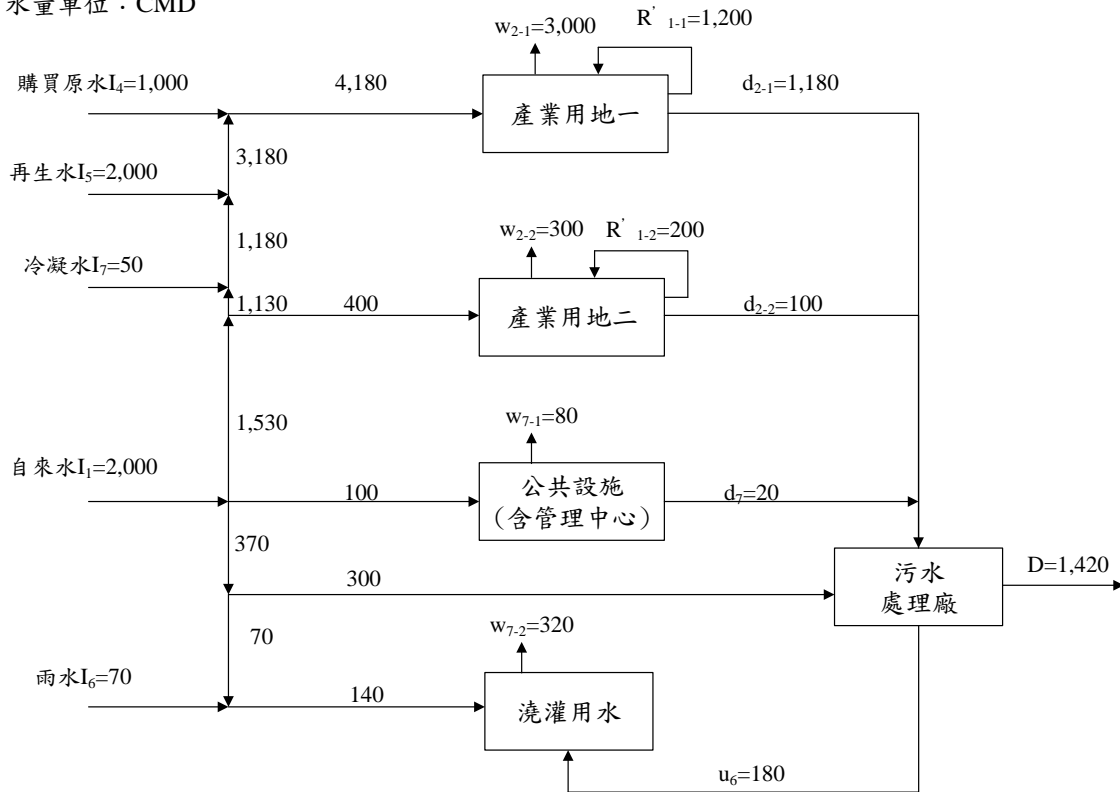 水量單位：CMD
w2-1=3,000
R'1-1=1,200
購買原水I4=1,000
4,180
產業用地一
d2-1=1,180
3,180
再生水I5=2,000
1,180
w2-2=300
R'1-2=200
冷凝水I7=50
1,130
400
產業用地二
d2-2=100
1,530
w7-1=80
自來水I1=2,000
100
公共設施
（含管理中心）
d7=20
370
300
污水
處理廠
D=1,420
70
w7-2=320
雨水I6=70
140
澆灌用水
u6=180